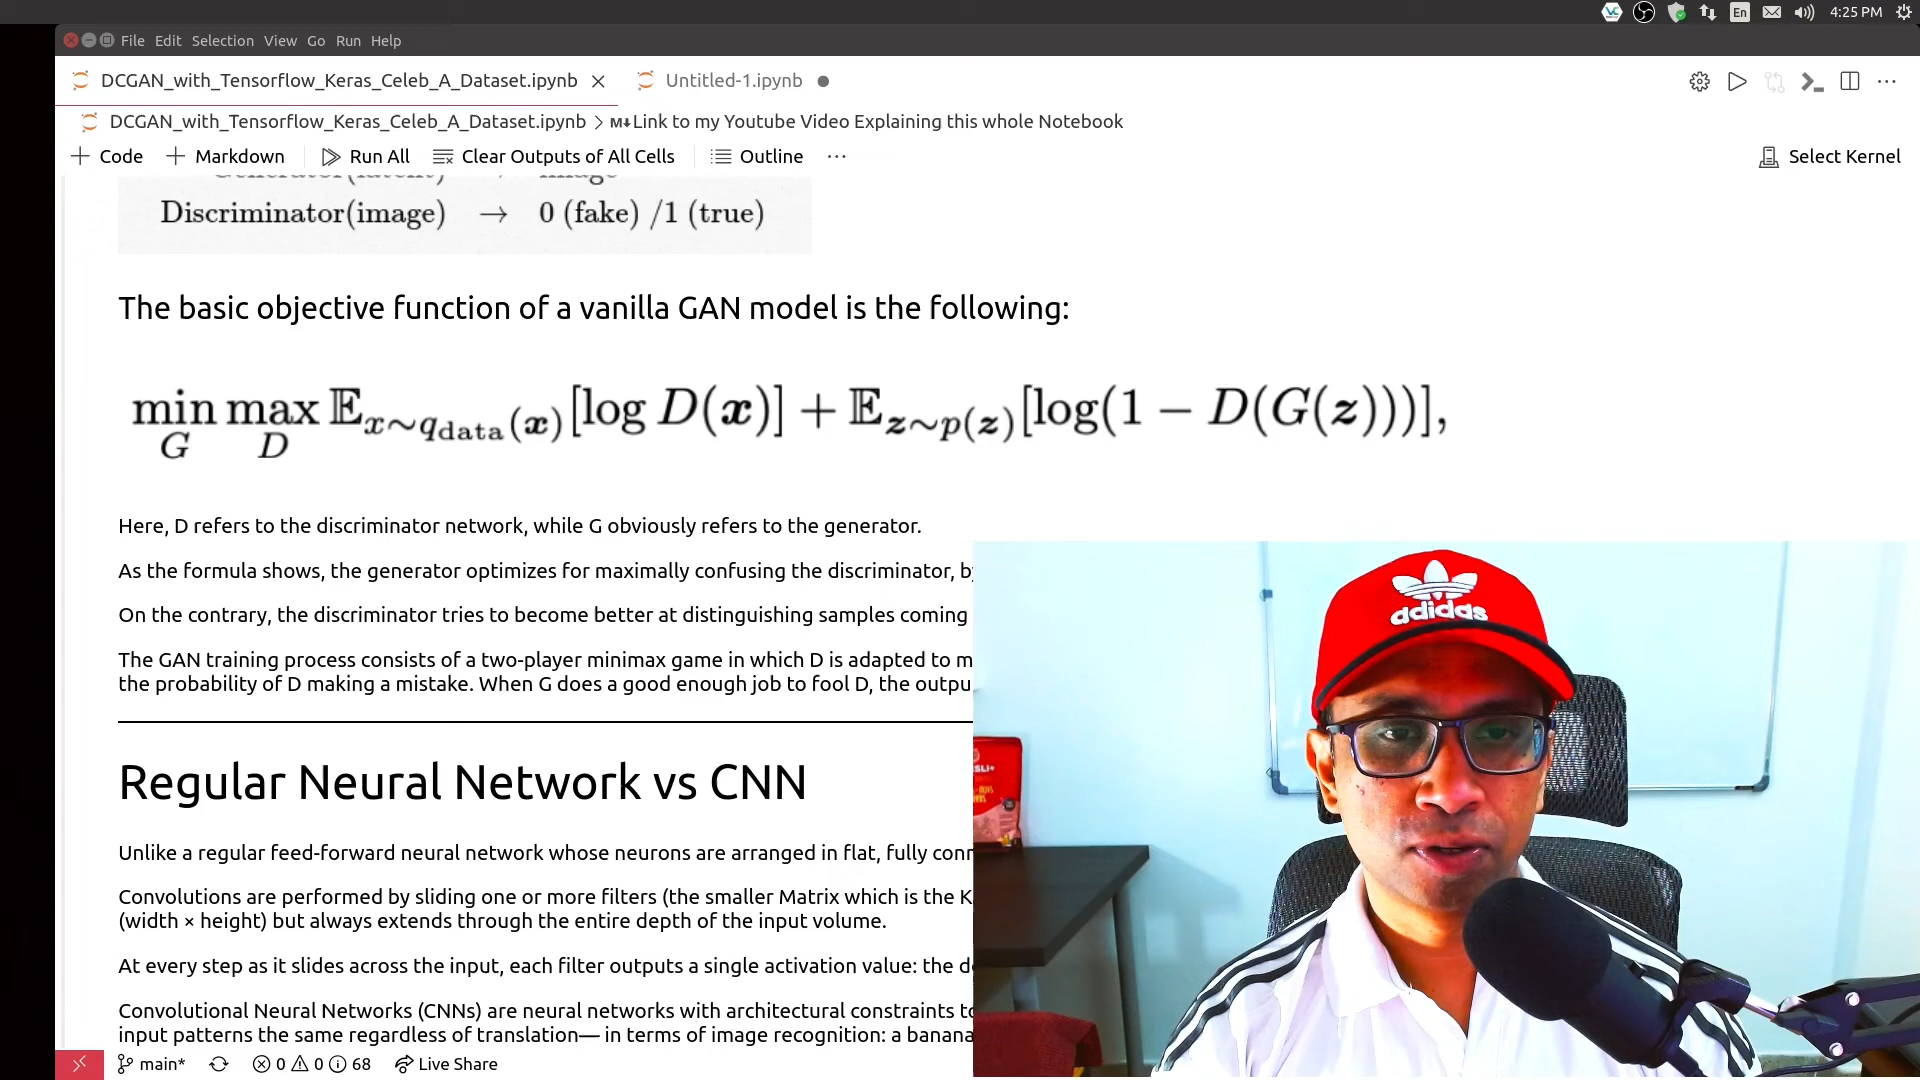 En 4:25 PM
File Edit Selection View Go Run Help
DCGAN_with_Tensorflow_Keras_Celeb_A_Dataset.ipynb Untitled-1.ipynb
DCGAN_with_Tensorflow_Keras_Celeb_A_Dataset.ipynb > M↓Link to my Youtube Video Explaining this whole Notebook
+ Code + Markdown Run All Clear Outputs of All Cells Outline ... Select Kernel
Generator(latent) → image
Discriminator(image) → 0 (fake) /1 (true)
The basic objective function of a vanilla GAN model is the following:
min_G max_D 𝔼_{x∼q_data(x)}[log D(x)] + 𝔼_{z∼p(z)}[log(1 − D(G(z)))],
Here, D refers to the discriminator network, while G obviously refers to the generator.
As the formula shows, the generator optimizes for maximally confusing the discriminator,
On the contrary, the discriminator tries to become better at distinguishing samples coming
The GAN training process consists of a two-player minimax game in which D is adapted to
the probability of D making a mistake. When G does a good enough job to fool D, the
Regular Neural Network vs CNN
Unlike a regular feed-forward neural network whose neurons are arranged in flat, fully
Convolutions are performed by sliding one or more filters (the smaller Matrix which is the
(width × height) but always extends through the entire depth of the input volume.
At every step as it slides across the input, each filter outputs a single activation value: the
Convolutional Neural Networks (CNNs) are neural networks with architectural constraints
input patterns the same regardless of translation— in terms of image recognition: a banana
main* 0 0 68 Live Share
adidas